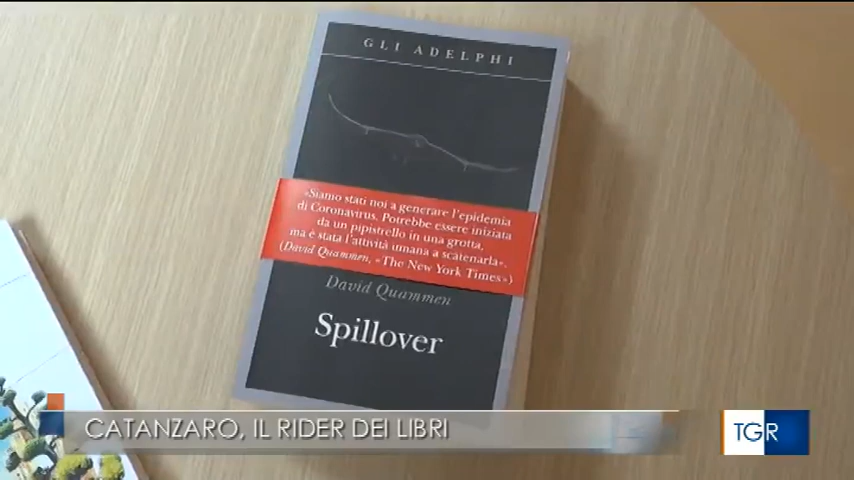 GLI ADELPHI
«Siamo stati noi a generare l'epidemia
di Coronavirus. Potrebbe essere iniziata
da un pipistrello in una grotta,
ma è stata l'attività umana a scatenarla».
(David Quammen, «The New York Times»)
David Quammen
Spillover
CATANZARO, IL RIDER DEI LIBRI
TGR